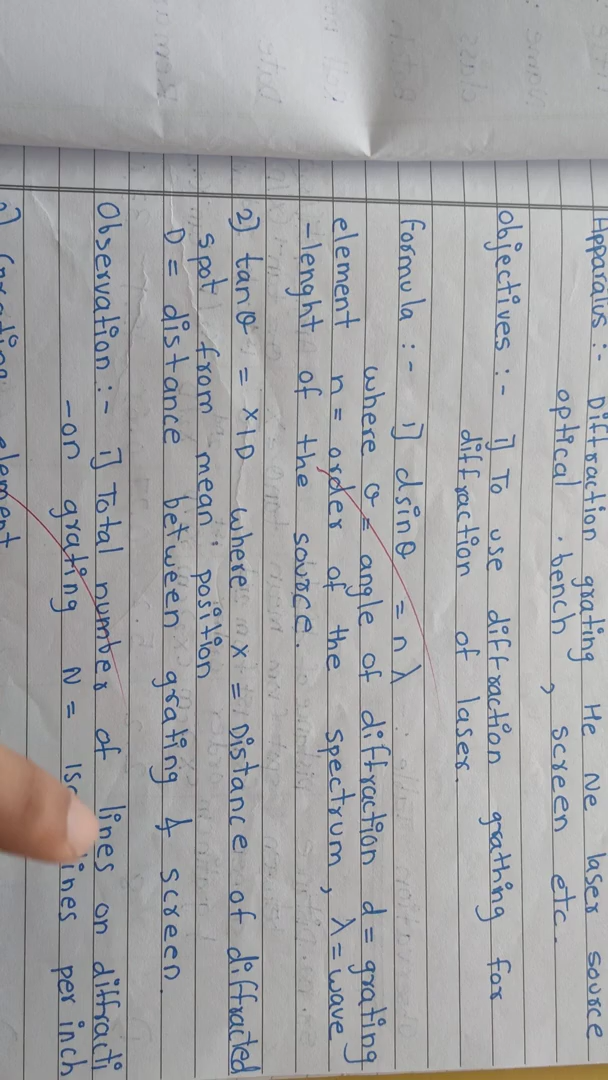 Apparatus :- Diffraction grating He Ne laser source
optical bench , screen etc.
objectives :- 1] To use diffraction grathing for
diffraction of laser.
formula :- 1] dsinθ = nλ
where θ = angle of diffraction d = grating
element n = order of the spectrum , λ = wave
-lenght of the source.
2] tanθ = x/D where x = Distance of diffracted
spot from mean position
D = distance between grating & screen.
Observation :- 1] Total number of lines on diffracti
-on grating N = lines per inch
2] Grating element